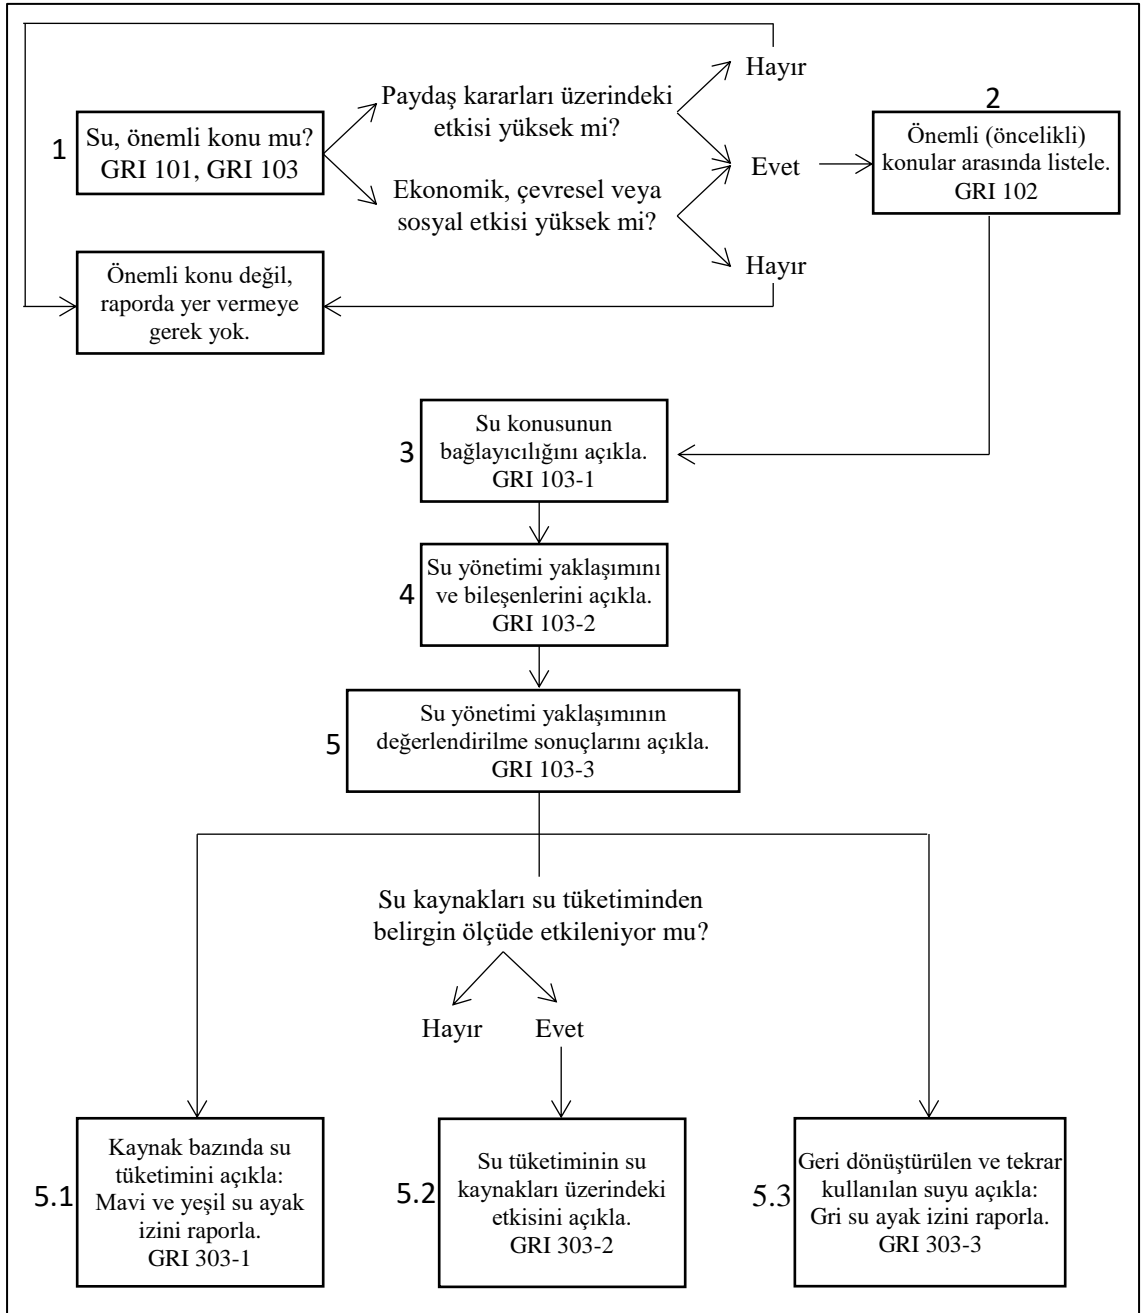 Hayır
Paydaş kararları üzerindeki
etkisi yüksek mi?
1
Su, önemli konu mu?
GRI 101, GRI 103
Evet
2
Önemli (öncelikli)
konular arasında listele.
GRI 102
Ekonomik, çevresel veya
sosyal etkisi yüksek mi?
Hayır
Önemli konu değil,
raporda yer vermeye
gerek yok.
3
Su konusunun
bağlayıcılığını açıkla.
GRI 103-1
4
Su yönetimi yaklaşımını
ve bileşenlerini açıkla.
GRI 103-2
5
Su yönetimi yaklaşımının
değerlendirilme sonuçlarını açıkla.
GRI 103-3
Su kaynakları su tüketiminden
belirgin ölçüde etkileniyor mu?
Hayır
Evet
5.1
Kaynak bazında su
tüketimini açıkla:
Mavi ve yeşil su ayak
izini raporla.
GRI 303-1
5.2
Su tüketiminin su
kaynakları üzerindeki
etkisini açıkla.
GRI 303-2
5.3
Geri dönüştürülen ve tekrar
kullanılan suyu açıkla:
Gri su ayak izini raporla.
GRI 303-3